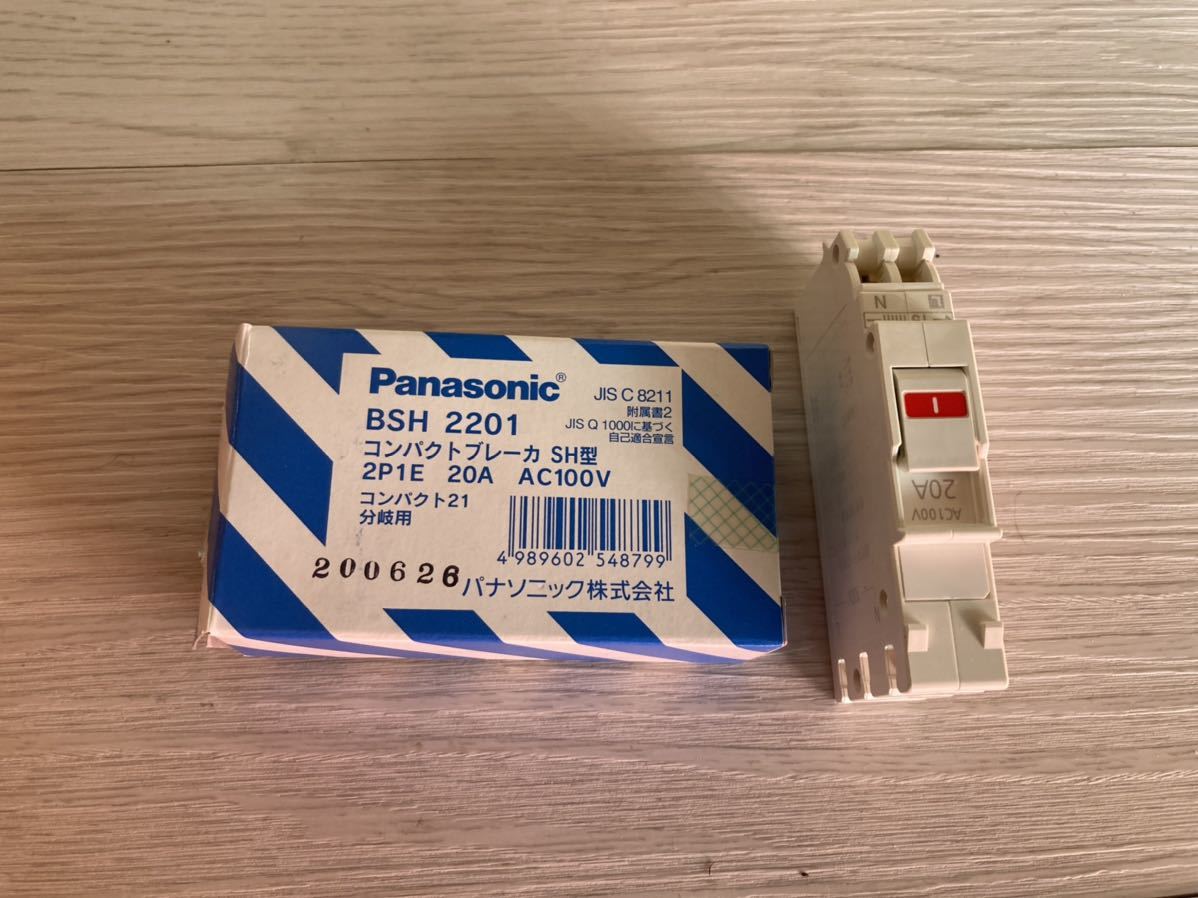 Panasonic®
BSH 2201
コンパクトブレーカ SH型
2P1E 20A AC100V
コンパクト21
分岐用
JIS C 8211
附属書2
JIS Q 1000に基づく
自己適合宣言
4 989602 548799
200626
パナソニック株式会社
N
20A
AC100V